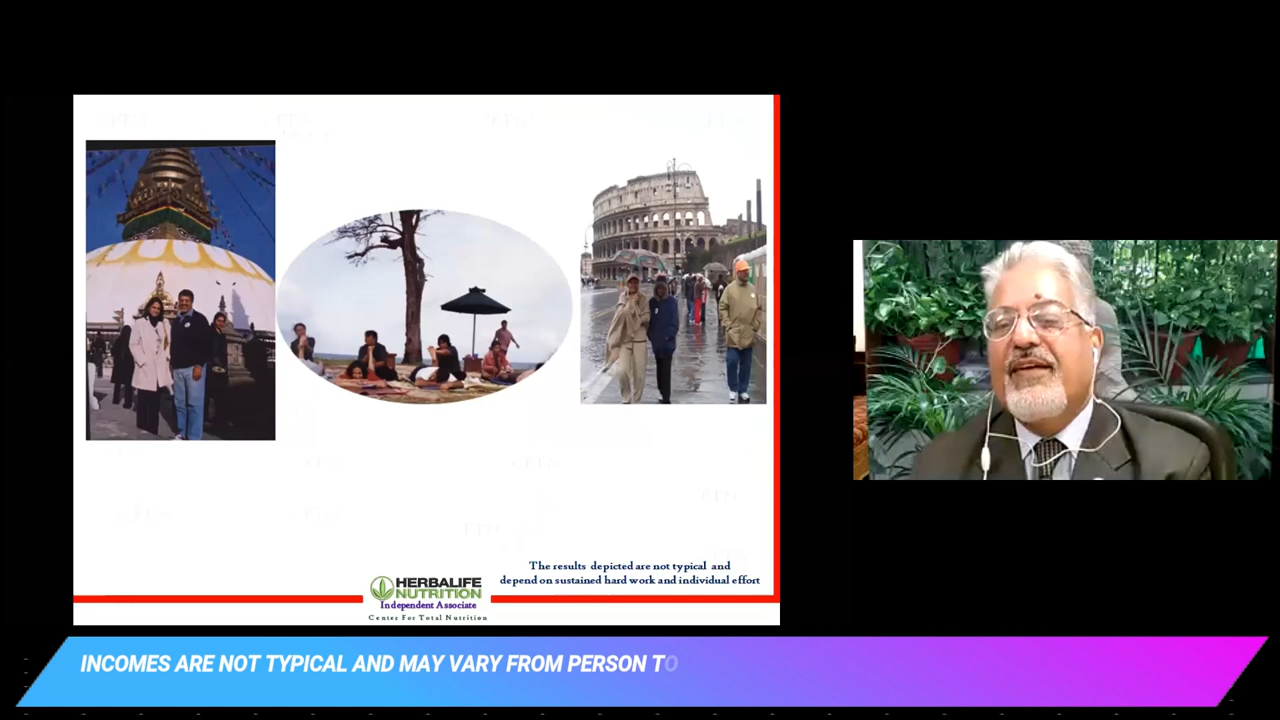 The results depicted are not typical and
depend on sustained hard work and individual effort
HERBALIFE
NUTRITION
Independent Associate
Center For Total Nutrition
INCOMES ARE NOT TYPICAL AND MAY VARY FROM PERSON TO